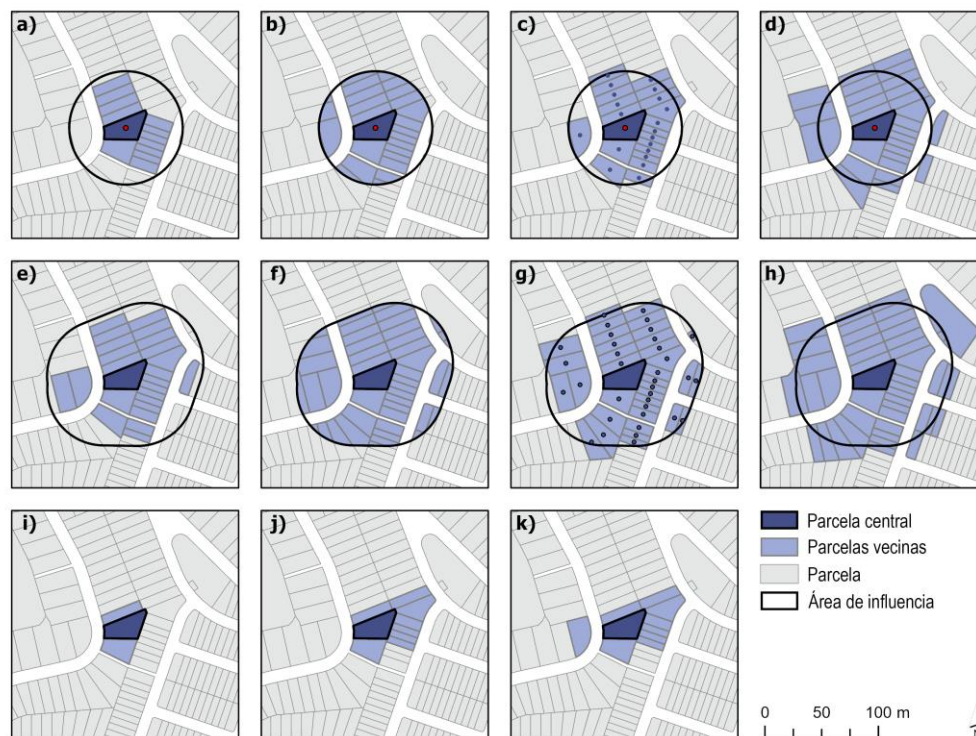 a)
b)
c)
d)
e)
f)
g)
h)
i)
j)
k)
Parcela central
Parcelas vecinas
Parcela
Área de influencia
0 50 100 m